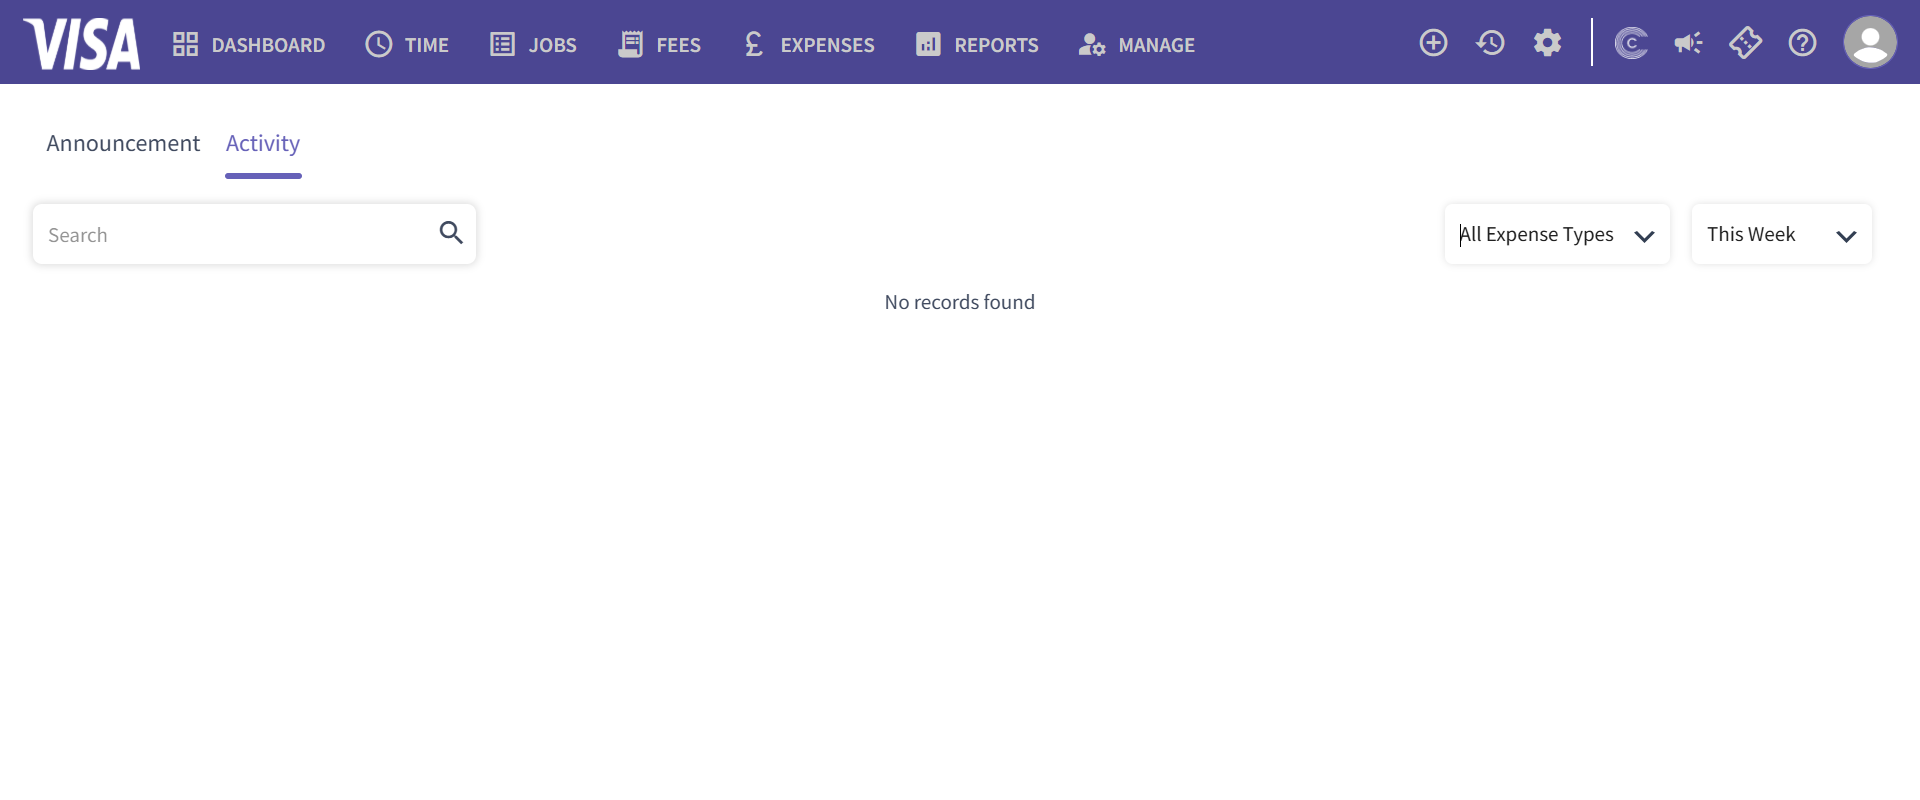 VISA DASHBOARD TIME JOBS FEES £ EXPENSES REPORTS MANAGE C ?
Announcement Activity
Search All Expense Types This Week
No records found